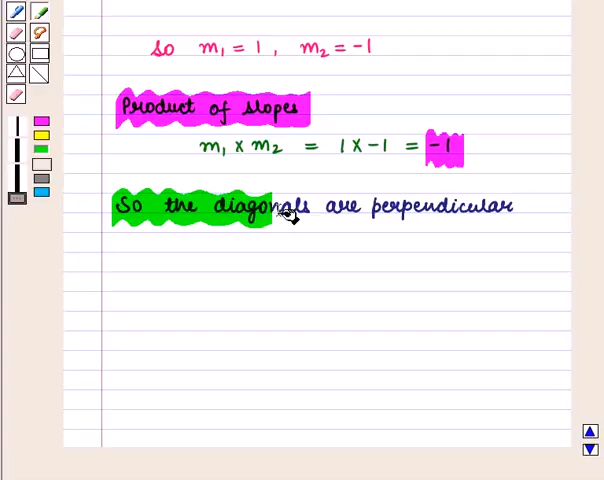 so m₁ = 1 , m₂ = -1
Product of slopes
m₁ x m₂ = 1 x -1 = -1
So the diagonals are perpendicular